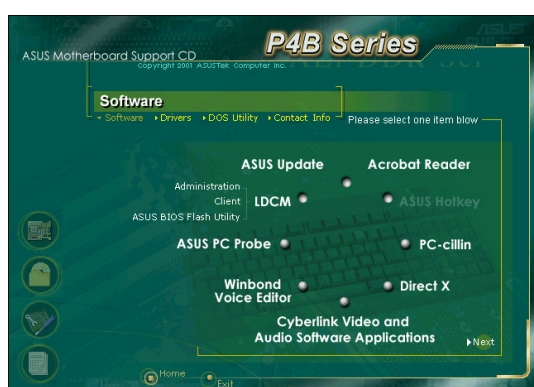 P4B Series
ASUS Motherboard Support CD
Copyright 2001 ASUSTek Computer Inc.
Software
Software Drivers DOS Utility Contact Info
Please select one item blow
ASUS Update
Acrobat Reader
Administration
Client
ASUS BIOS Flash Utility
LDCM
ASUS Hotkey
ASUS PC Probe
PC-cillin
Winbond
Voice Editor
Direct X
Cyberlink Video and
Audio Software Applications
Next
Home
Exit